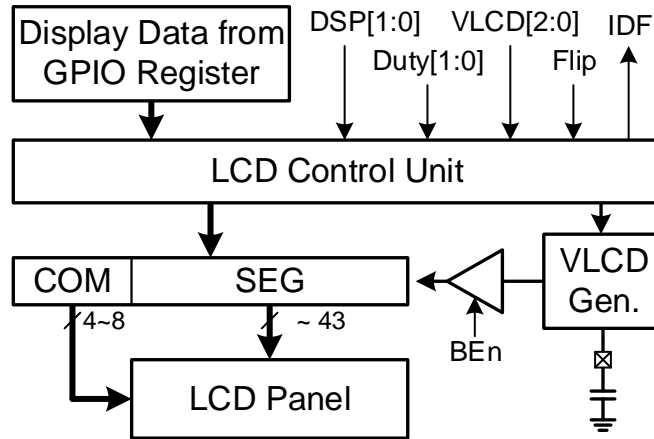 Display Data from
GPIO Register
DSP[1:0]
VLCD[2:0]
IDF
Duty[1:0]
Flip
LCD Control Unit
COM
SEG
VLCD
Gen.
4~8
~ 43
BEn
LCD Panel